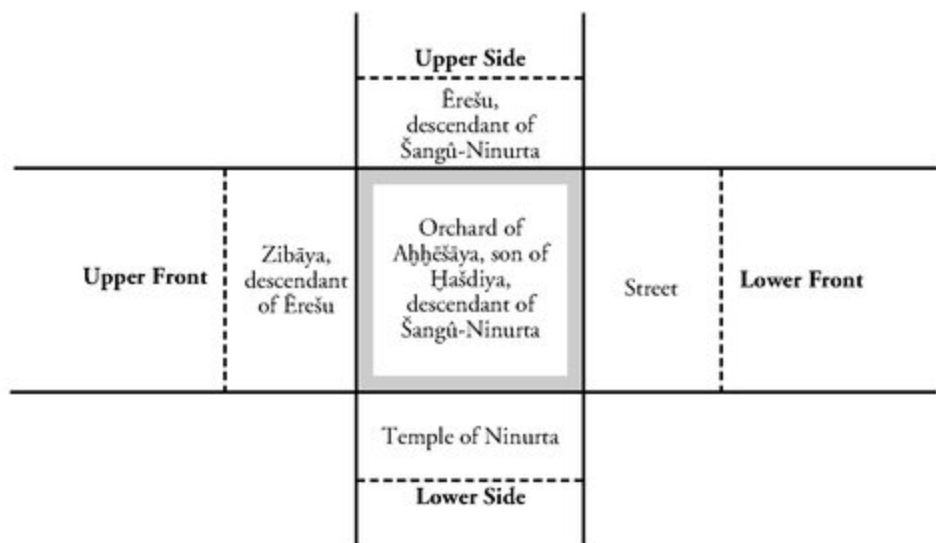 Upper Side
Ērešu,
descendant of
Šangû-Ninurta
Upper Front
Zibāya,
descendant
of Ērešu
Orchard of
Aḫḫēšāya, son of
Ḫašdiya,
descendant of
Šangû-Ninurta
Street
Lower Front
Temple of Ninurta
Lower Side